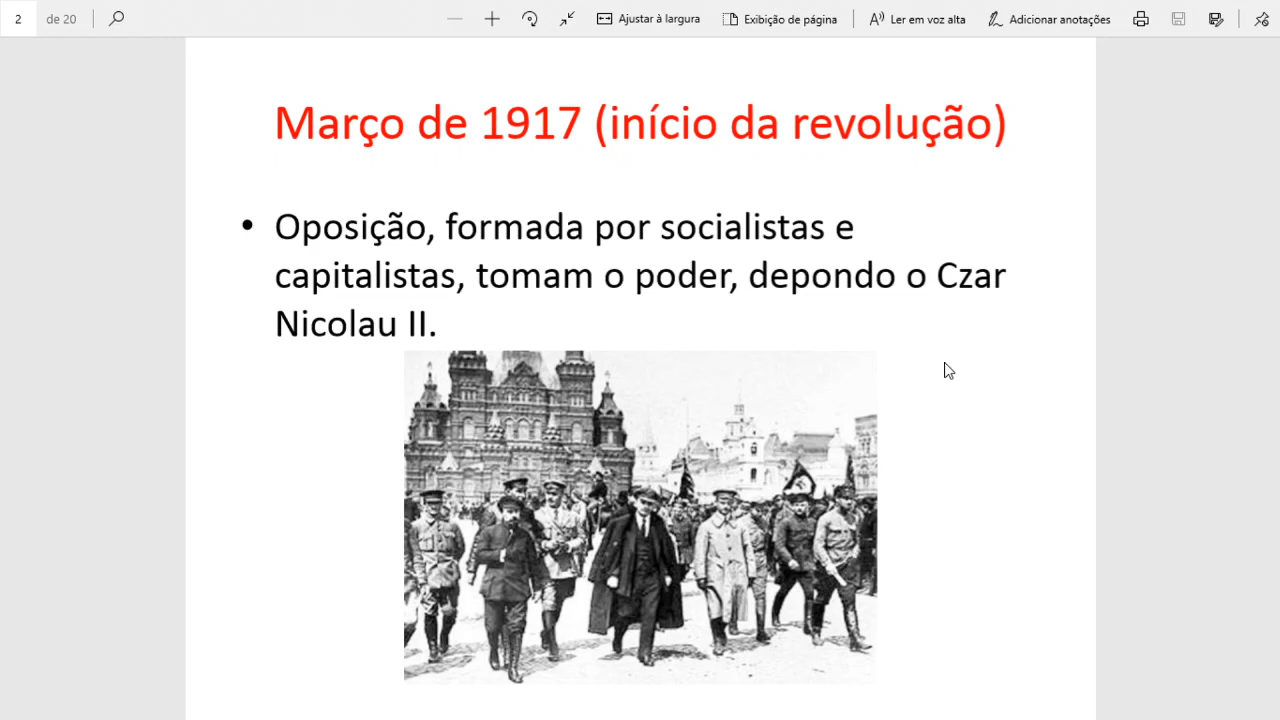 2 de 20 Ajustar à largura Exibição de página Ler em voz alta Adicionar anotações
Março de 1917 (início da revolução)
• Oposição, formada por socialistas e
capitalistas, tomam o poder, depondo o Czar
Nicolau II.